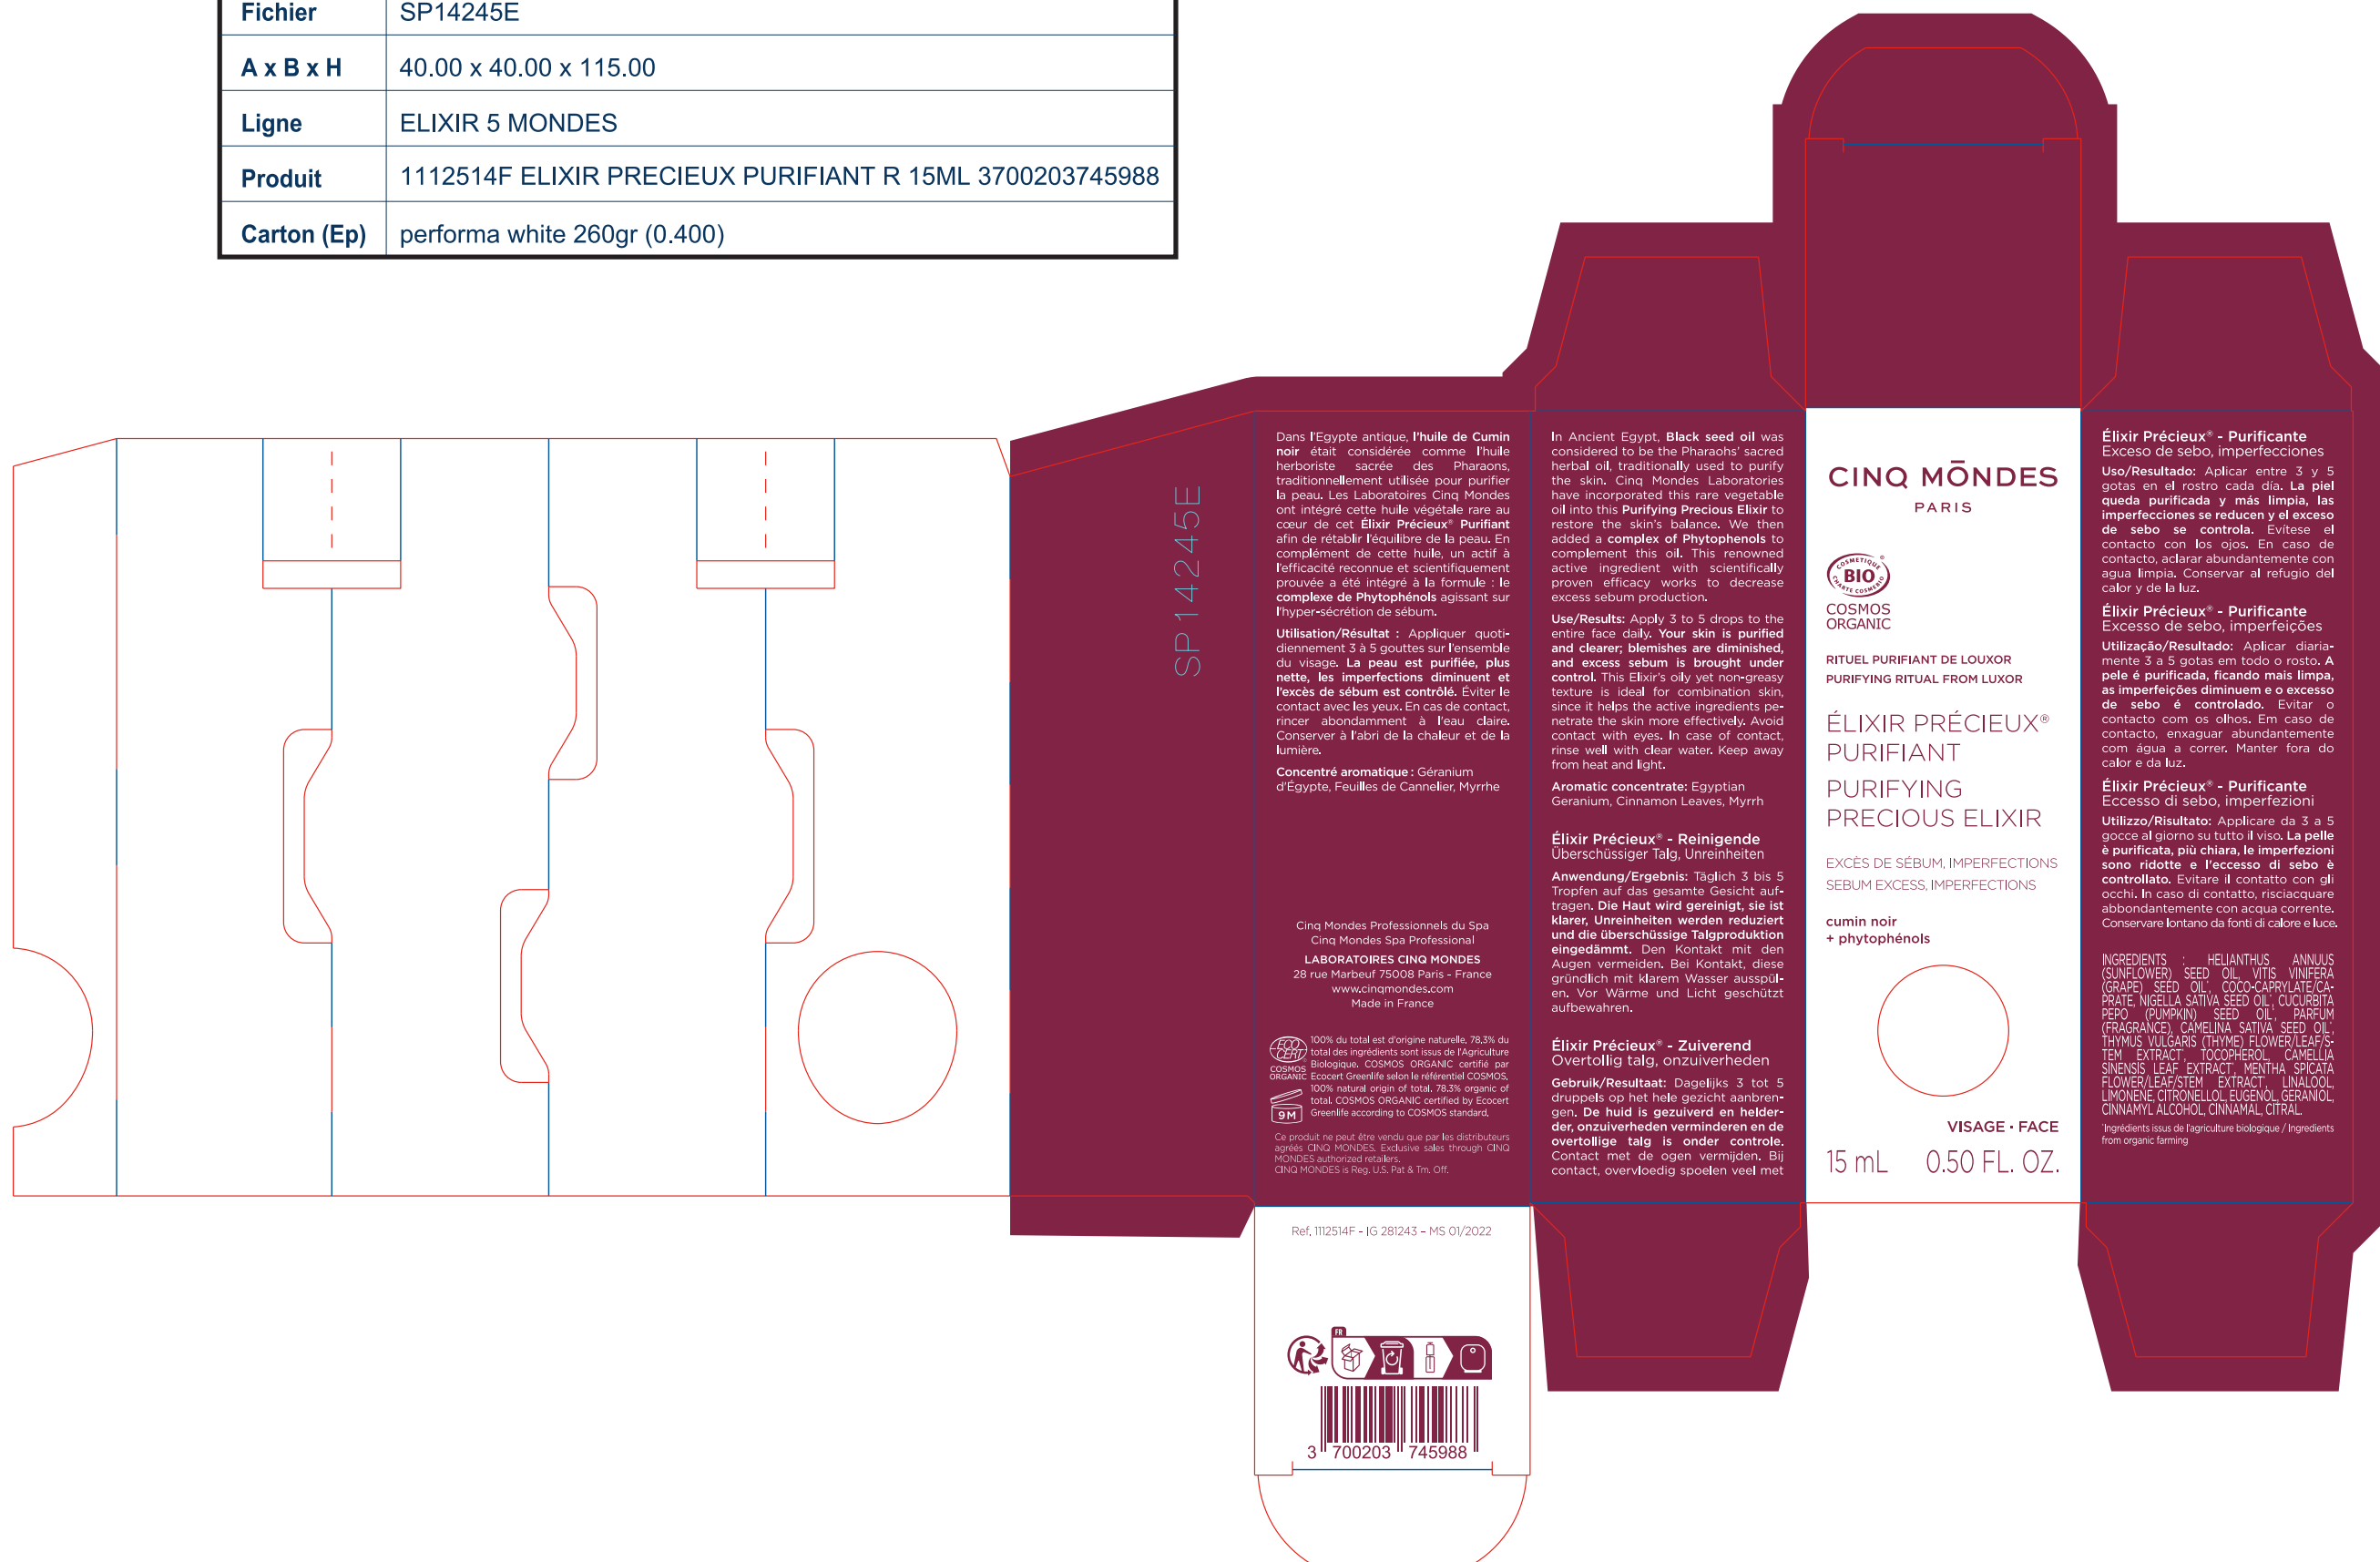 Fichier SP14245E
A x B x H 40.00 x 40.00 x 115.00
Ligne ELIXIR 5 MONDES
Produit 1112514F ELIXIR PRECIEUX PURIFIANT R 15ML 3700203745988
Carton (Ep) performa white 260gr (0.400)
SP14245E
Dans l'Egypte antique, l'huile de Cumin
noir était considérée comme l'huile
herboriste sacrée des Pharaons,
traditionnellement utilisée pour purifier
la peau. Les Laboratoires Cinq Mondes
ont intégré cette huile végétale rare au
cœur de cet Élixir Précieux® Purifiant
afin de rétablir l'équilibre de la peau. En
complément de cette huile, un actif à
l'efficacité reconnue et scientifiquement
prouvée a été intégré à la formule : le
complexe de Phytophénols agissant sur
l'hyper-sécrétion de sébum.
Utilisation/Résultat : Appliquer quoti-
diennement 3 à 5 gouttes sur l'ensemble
du visage. La peau est purifiée, plus
nette, les imperfections diminuent et
l'excès de sébum est contrôlé. Éviter le
contact avec les yeux. En cas de contact,
rincer abondamment à l'eau claire.
Conserver à l'abri de la chaleur et de la
lumière.
Concentré aromatique : Géranium
d'Égypte, Feuilles de Cannelier, Myrrhe
Cinq Mondes Professionnels du Spa
Cinq Mondes Spa Professional
LABORATOIRES CINQ MONDES
28 rue Marbeuf 75008 Paris - France
www.cinqmondes.com
Made in France
ECO
CERT
COSMOS
ORGANIC
9M
100% du total est d'origine naturelle, 78,3% du
total des ingrédients sont issus de l'Agriculture
Biologique. COSMOS ORGANIC certifié par
Ecocert Greenlife selon le référentiel COSMOS.
100% natural origin of total. 78.3% organic of
total. COSMOS ORGANIC certified by Ecocert
Greenlife according to COSMOS standard.
Ce produit ne peut être vendu que par les distributeurs
agréés CINQ MONDES. Exclusive sales through CINQ
MONDES authorized retailers.
CINQ MONDES is Reg. U.S. Pat & Tm. Off.
Ref. 1112514F - IG 281243 – MS 01/2022
FR
3 700203 745988
In Ancient Egypt, Black seed oil was
considered to be the Pharaohs' sacred
herbal oil, traditionally used to purify
the skin. Cinq Mondes Laboratories
have incorporated this rare vegetable
oil into this Purifying Precious Elixir to
restore the skin's balance. We then
added a complex of Phytophenols to
complement this oil. This renowned
active ingredient with scientifically
proven efficacy works to decrease
excess sebum production.
Use/Results: Apply 3 to 5 drops to the
entire face daily. Your skin is purified
and clearer; blemishes are diminished,
and excess sebum is brought under
control. This Elixir's oily yet non-greasy
texture is ideal for combination skin,
since it helps the active ingredients pe-
netrate the skin more effectively. Avoid
contact with eyes. In case of contact,
rinse well with clear water. Keep away
from heat and light.
Aromatic concentrate: Egyptian
Geranium, Cinnamon Leaves, Myrrh
Élixir Précieux® - Reinigende
Überschüssiger Talg, Unreinheiten
Anwendung/Ergebnis: Täglich 3 bis 5
Tropfen auf das gesamte Gesicht auf-
tragen. Die Haut wird gereinigt, sie ist
klarer, Unreinheiten werden reduziert
und die überschüssige Talgproduktion
eingedämmt. Den Kontakt mit den
Augen vermeiden. Bei Kontakt, diese
gründlich mit klarem Wasser ausspül-
en. Vor Wärme und Licht geschützt
aufbewahren.
Élixir Précieux® - Zuiverend
Overtollig talg, onzuiverheden
Gebruik/Resultaat: Dagelijks 3 tot 5
druppels op het hele gezicht aanbren-
gen. De huid is gezuiverd en helder-
der, onzuiverheden verminderen en de
overtollige talg is onder controle.
Contact met de ogen vermijden. Bij
contact, overvloedig spoelen veel met
CINQ MŌNDES
PARIS
COSMETIQUE
BIO
CHARTE COSMEBIO
®
COSMOS
ORGANIC
RITUEL PURIFIANT DE LOUXOR
PURIFYING RITUAL FROM LUXOR
ÉLIXIR PRÉCIEUX®
PURIFIANT
PURIFYING
PRECIOUS ELIXIR
EXCÈS DE SÉBUM, IMPERFECTIONS
SEBUM EXCESS, IMPERFECTIONS
cumin noir
+ phytophénols
VISAGE • FACE
15 mL 0.50 FL. OZ.
Élixir Précieux® - Purificante
Exceso de sebo, imperfecciones
Uso/Resultado: Aplicar entre 3 y 5
gotas en el rostro cada día. La piel
queda purificada y más limpia, las
imperfecciones se reducen y el exceso
de sebo se controla. Evítese el
contacto con los ojos. En caso de
contacto, aclarar abundantemente con
agua limpia. Conservar al refugio del
calor y de la luz.
Élixir Précieux® - Purificante
Excesso de sebo, imperfeições
Utilização/Resultado: Aplicar diaria-
mente 3 a 5 gotas em todo o rosto. A
pele é purificada, ficando mais limpa,
as imperfeições diminuem e o excesso
de sebo é controlado. Evitar o
contacto com os olhos. Em caso de
contacto, enxaguar abundantemente
com água a correr. Manter fora do
calor e da luz.
Élixir Précieux® - Purificante
Eccesso di sebo, imperfezioni
Utilizzo/Risultato: Applicare da 3 a 5
gocce al giorno su tutto il viso. La pelle
è purificata, più chiara, le imperfezioni
sono ridotte e l'eccesso di sebo è
controllato. Evitare il contatto con gli
occhi. In caso di contatto, risciacquare
abbondantemente con acqua corrente.
Conservare lontano da fonti di calore e luce.
INGREDIENTS : HELIANTHUS ANNUUS
(SUNFLOWER) SEED OIL, VITIS VINIFERA
(GRAPE) SEED OIL*, COCO-CAPRYLATE/CA-
PRATE, NIGELLA SATIVA SEED OIL*, CUCURBITA
PEPO (PUMPKIN) SEED OIL*, PARFUM
(FRAGRANCE), CAMELINA SATIVA SEED OIL*,
THYMUS VULGARIS (THYME) FLOWER/LEAF/S-
TEM EXTRACT*, TOCOPHEROL, CAMELLIA
SINENSIS LEAF EXTRACT*, MENTHA SPICATA
FLOWER/LEAF/STEM EXTRACT*, LINALOOL,
LIMONENE, CITRONELLOL, EUGENOL, GERANIOL,
CINNAMYL ALCOHOL, CINNAMAL, CITRAL.
*Ingrédients issus de l'agriculture biologique / Ingredients
from organic farming